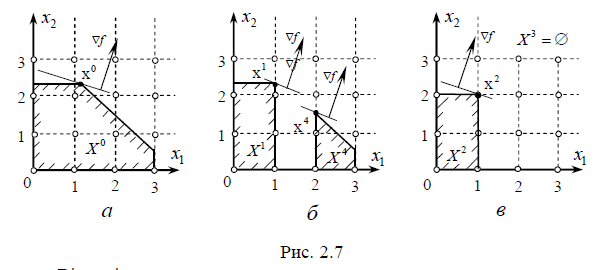 x₂ x₂ x₂
∇f ∇f ∇f X³ = ∅
3 x⁰ 3 x¹ ∇f ∇f 3 x²
2 2 x⁴ 2
1 1 1
X⁰ X¹ X⁴ X²
x₁ x₁ x₁
0 1 2 3 0 1 2 3 0 1 2 3
а б в
Рис. 2.7